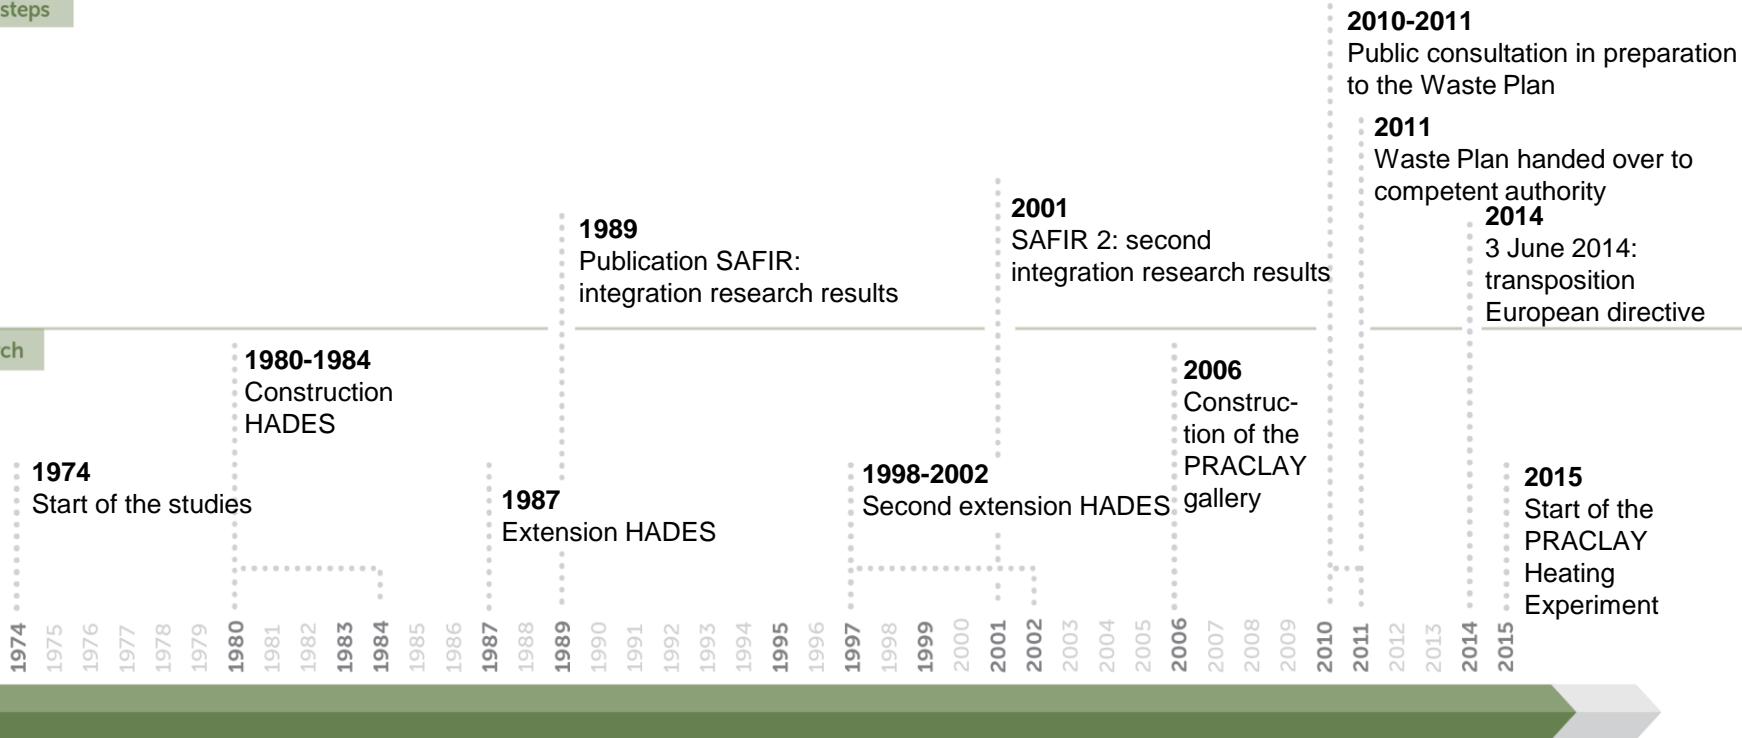 steps
2010-2011
Public consultation in preparation
to the Waste Plan
2011
Waste Plan handed over to
competent authority
2001
SAFIR 2: second
integration research results
2014
3 June 2014:
transposition
European directive
1989
Publication SAFIR:
integration research results
ch
1980-1984
Construction
HADES
2006
Construc-
tion of the
PRACLAY
gallery
1974
Start of the studies
1987
Extension HADES
1998-2002
Second extension HADES
2015
Start of the
PRACLAY
Heating
Experiment
1974
1975
1976
1977
1978
1979
1980
1981
1982
1983
1984
1985
1986
1987
1988
1989
1990
1991
1992
1993
1994
1995
1996
1997
1998
1999
2000
2001
2002
2003
2004
2005
2006
2007
2008
2009
2010
2011
2012
2013
2014
2015